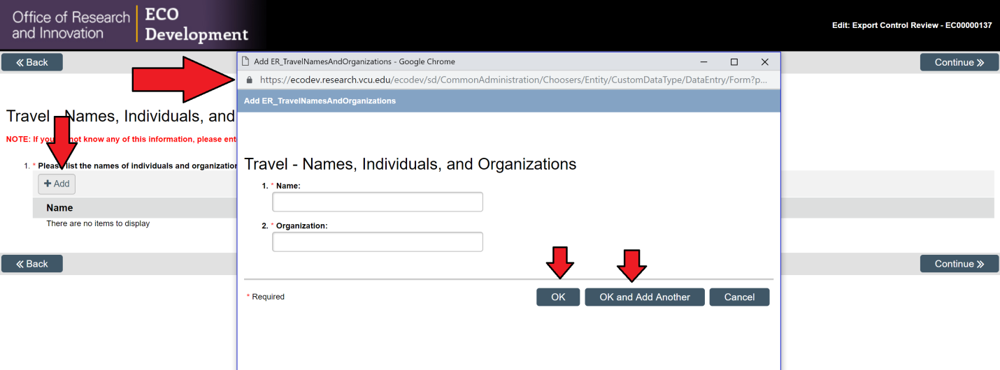 Office of Research
and Innovation
ECO
Development
Edit: Export Control Review - EC00000137
Back
Continue
Add ER_TravelNamesAndOrganizations - Google Chrome
https://ecodev.research.vcu.edu/ecodev/sd/CommonAdministration/Choosers/Entity/CustomDataType/DataEntry/Form?p...
Add ER_TravelNamesAndOrganizations
Travel - Names, Individuals, and
NOTE: If you not know any of this information, please ent
1. * Please list the names of individuals and organization
+ Add
Name
There are no items to display
Back
Continue
Travel - Names, Individuals, and Organizations
1. * Name:
2. * Organization:
* Required
OK
OK and Add Another
Cancel